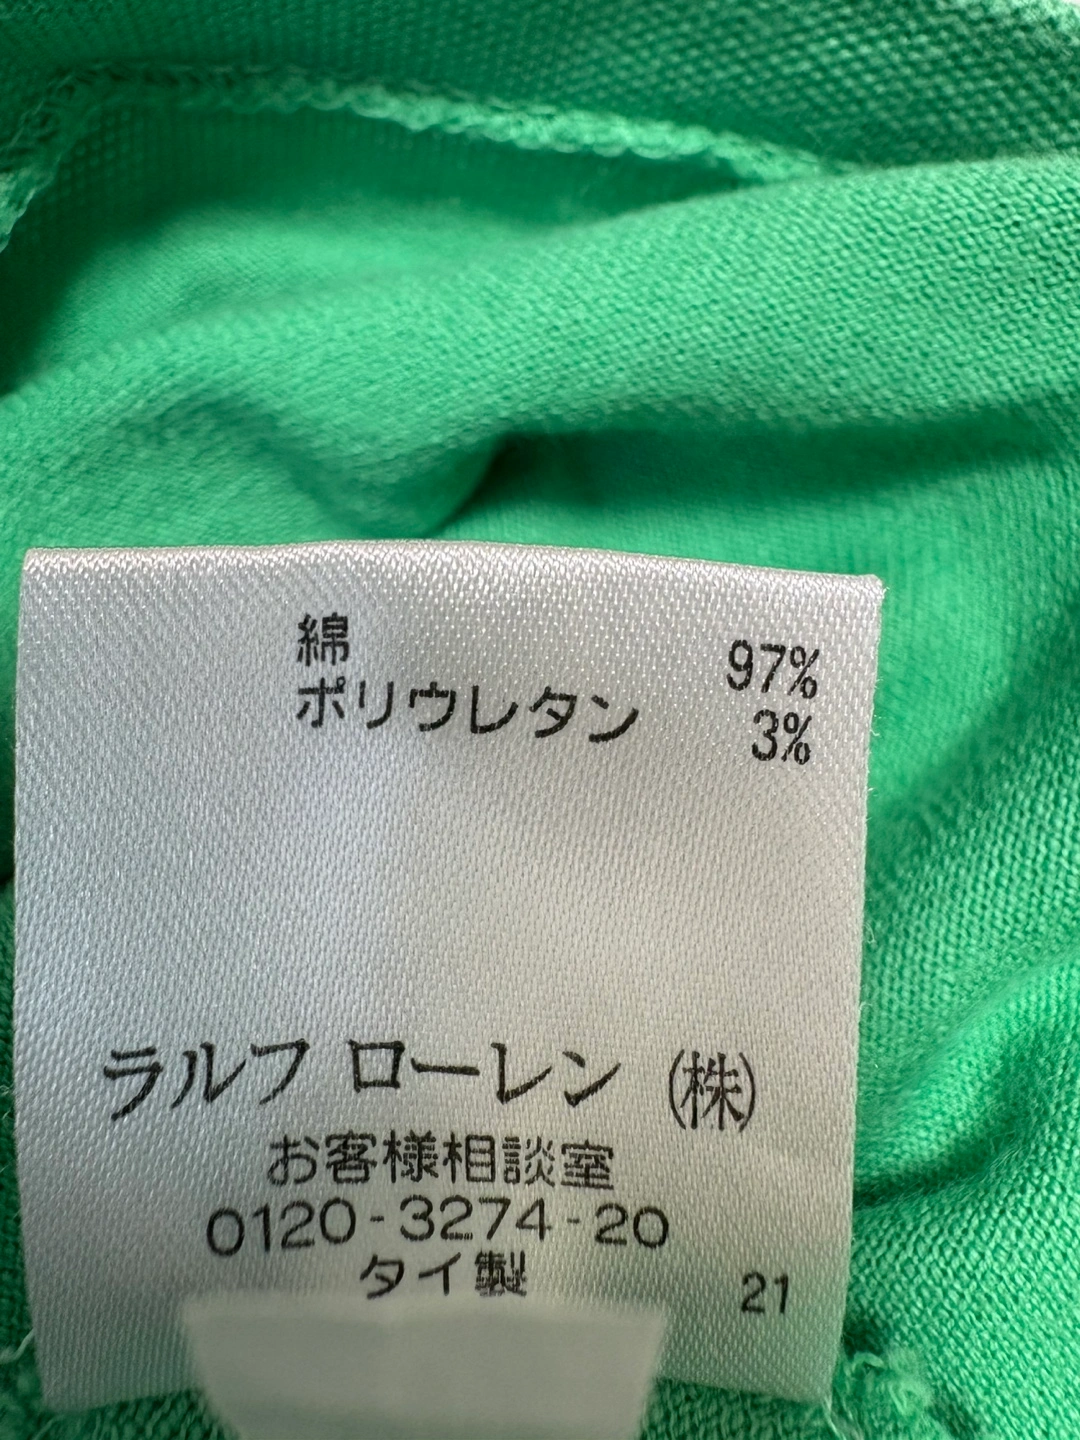 綿 97%
ポリウレタン 3%
ラルフ ローレン (株)
お客様相談室
0120-3274-20
タイ製 21